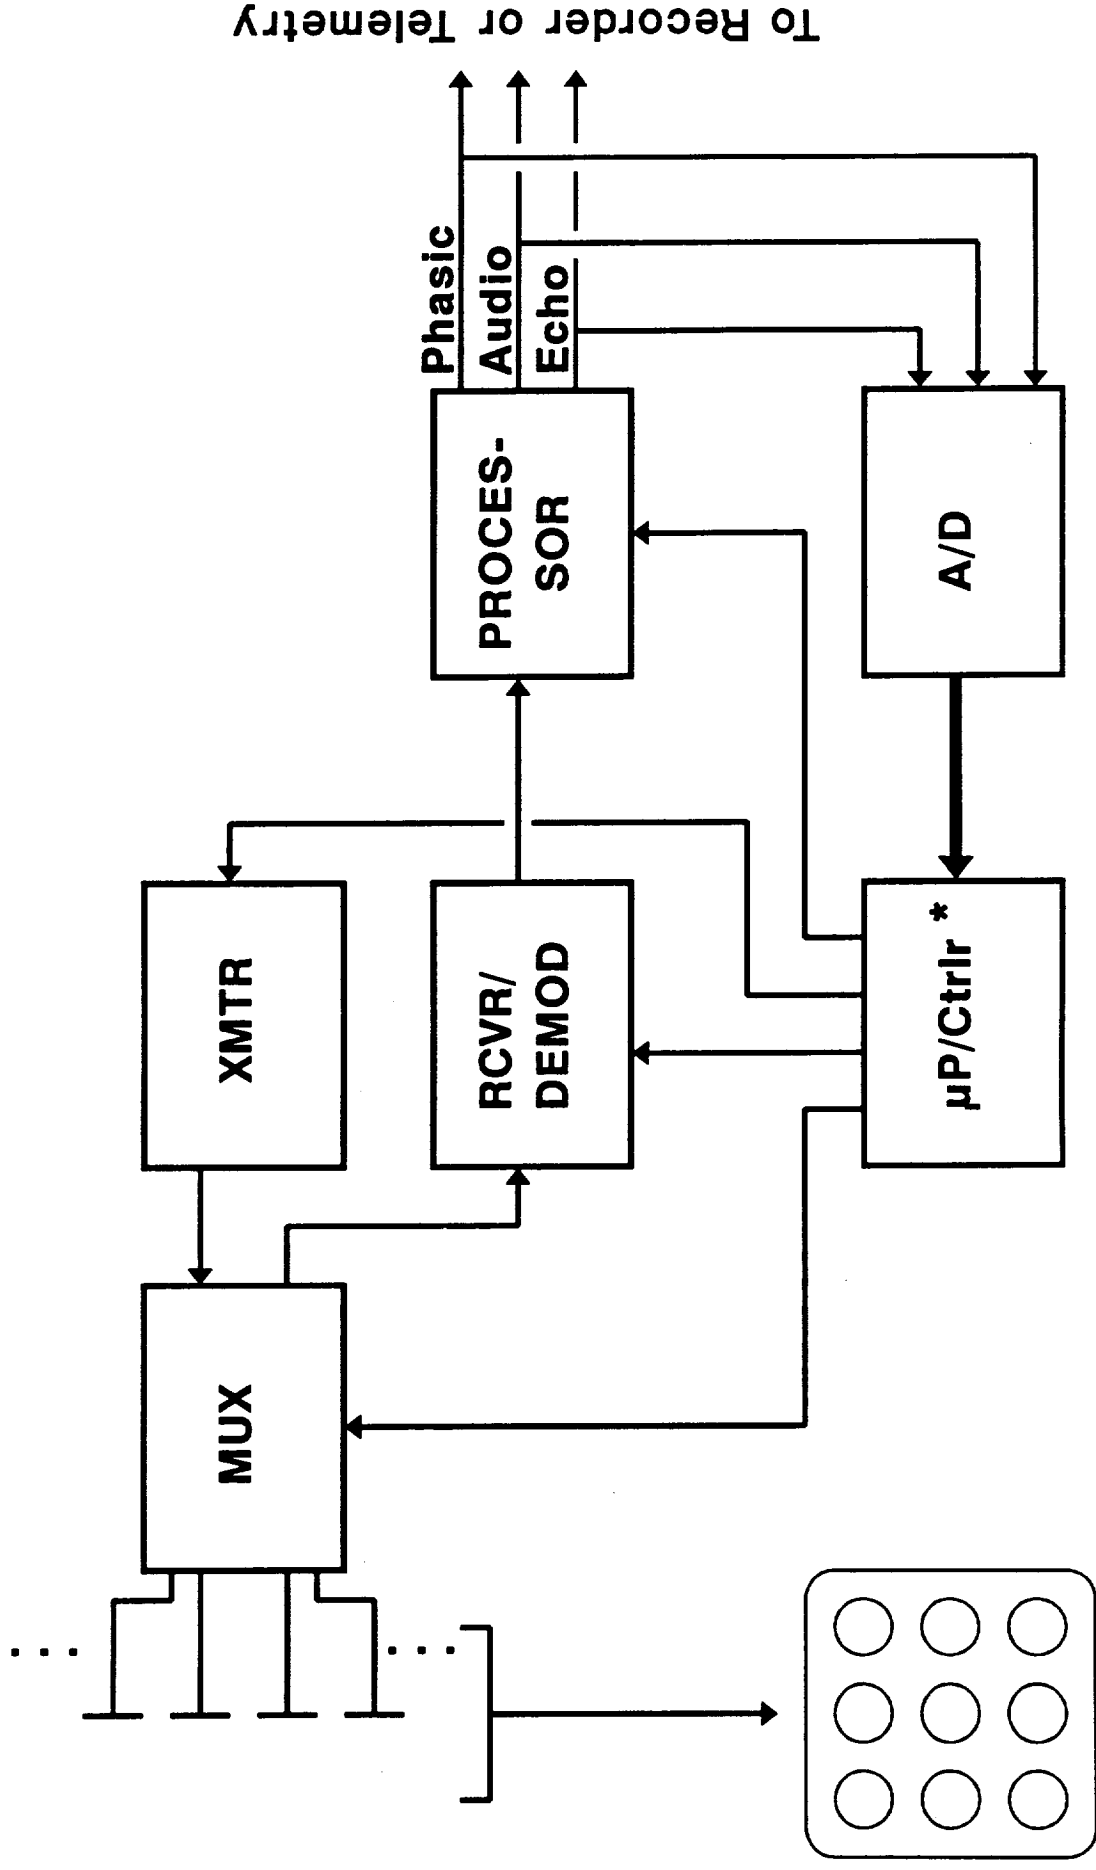 XMTR
MUX
RCVR/
DEMOD
PROCES-
SOR
Phasic
Audio
Echo
To Recorder or Telemetry
µP/Ctrlr *
A/D